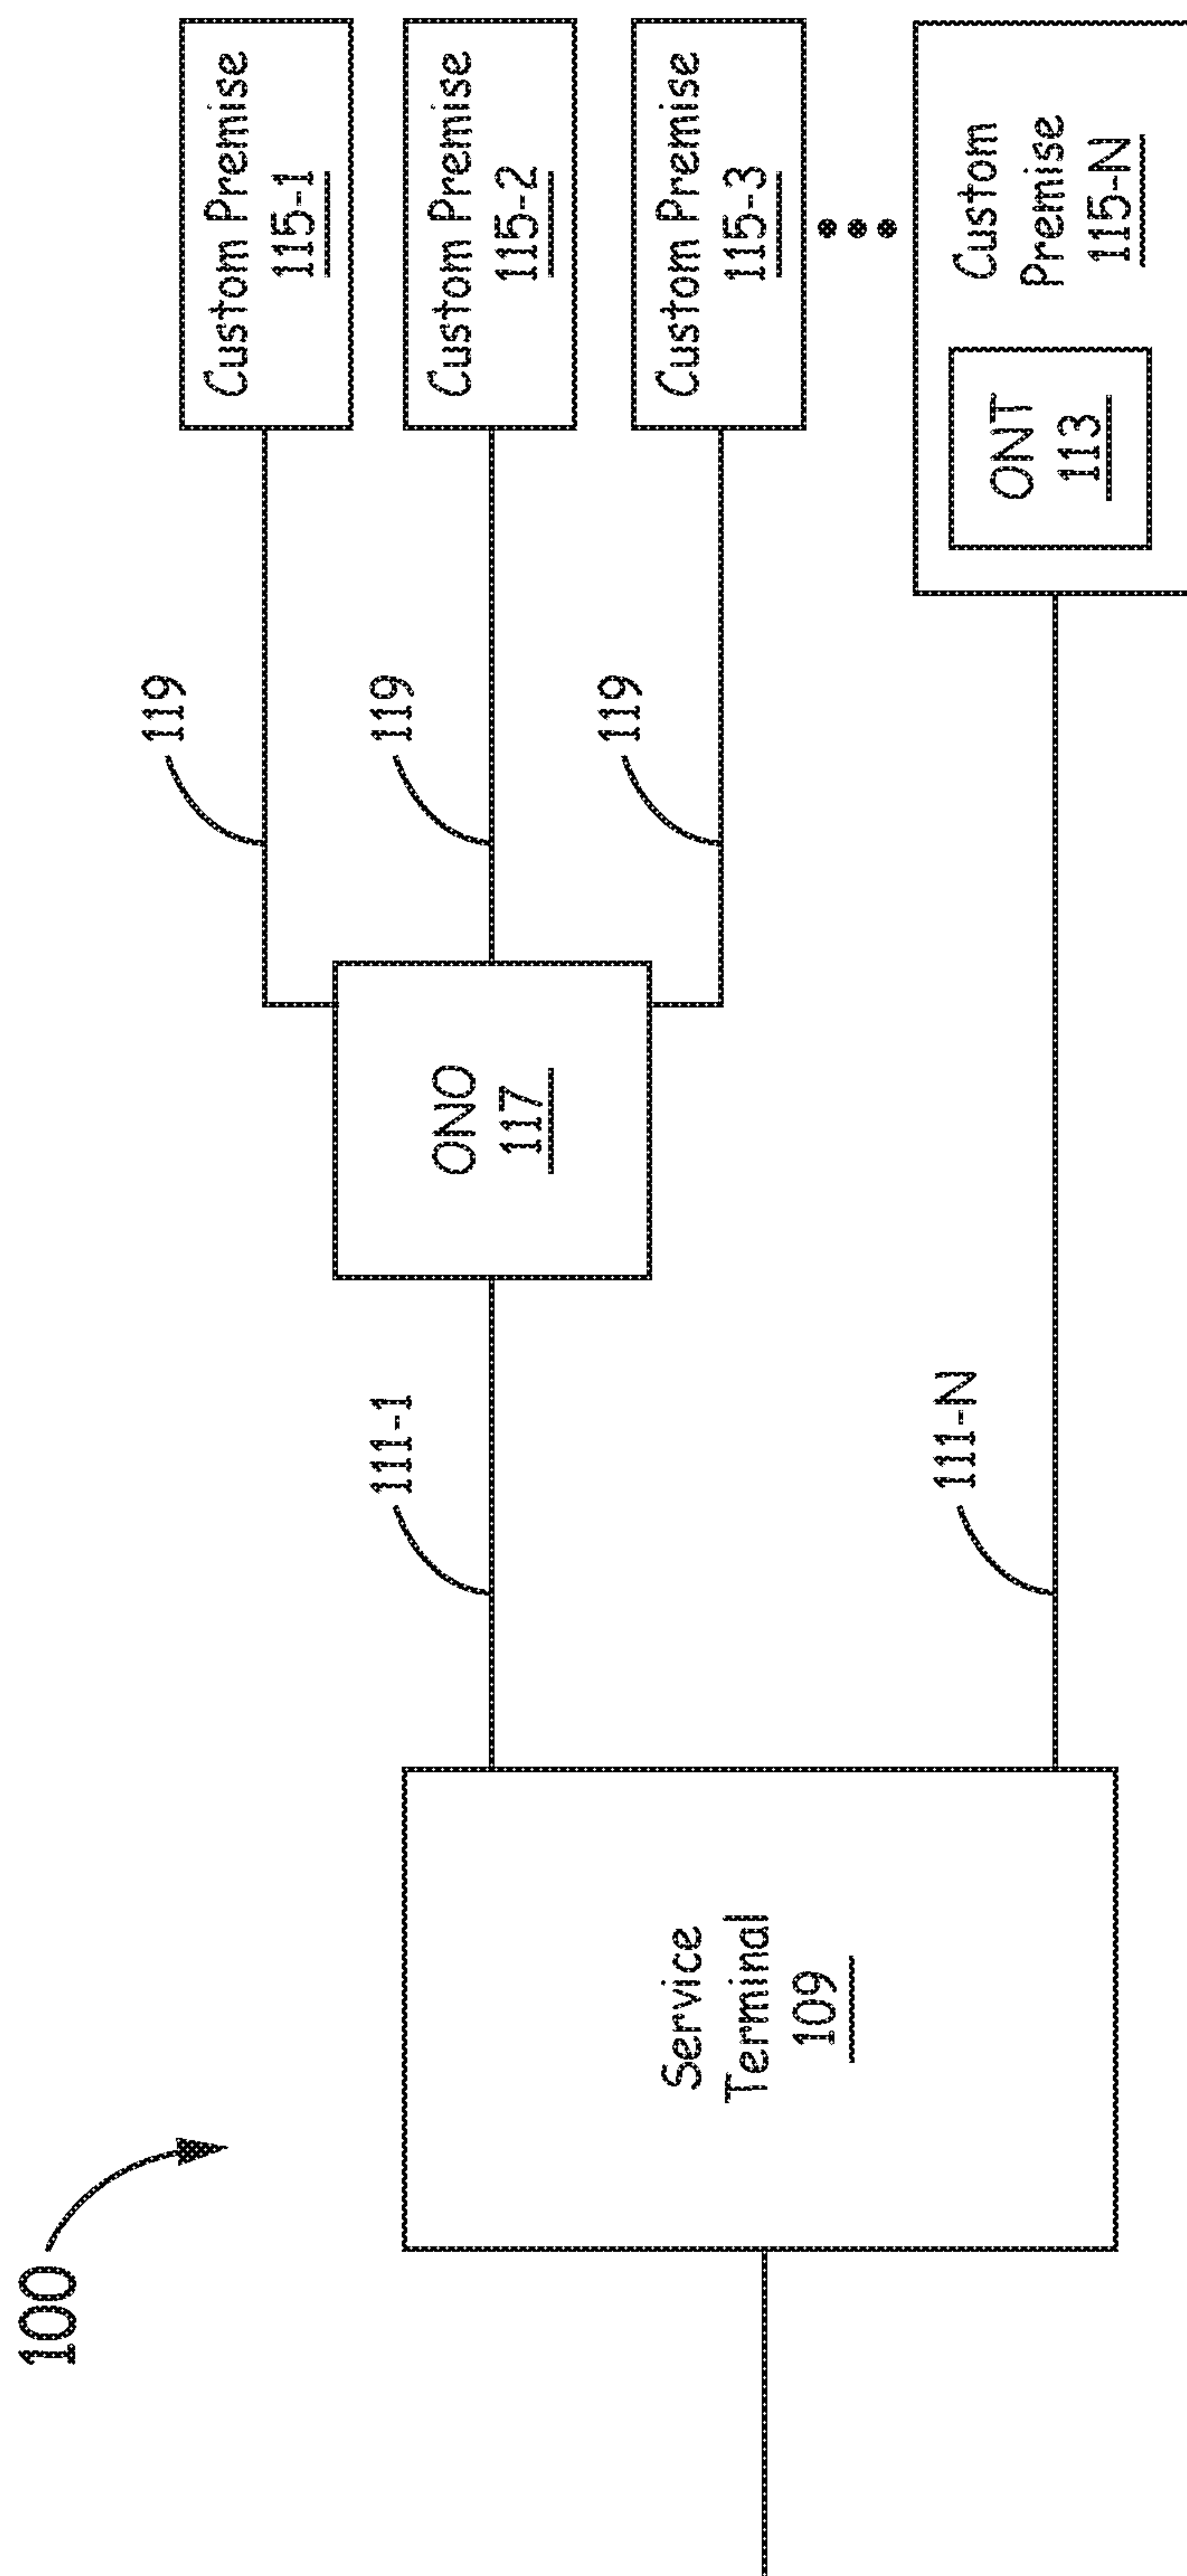 100
Service
Terminal
109
111-1
111-N
ONO
117
119
119
119
Custom Premise
115-1
Custom Premise
115-2
Custom Premise
115-3
ONT
113
Custom
Premise
115-N